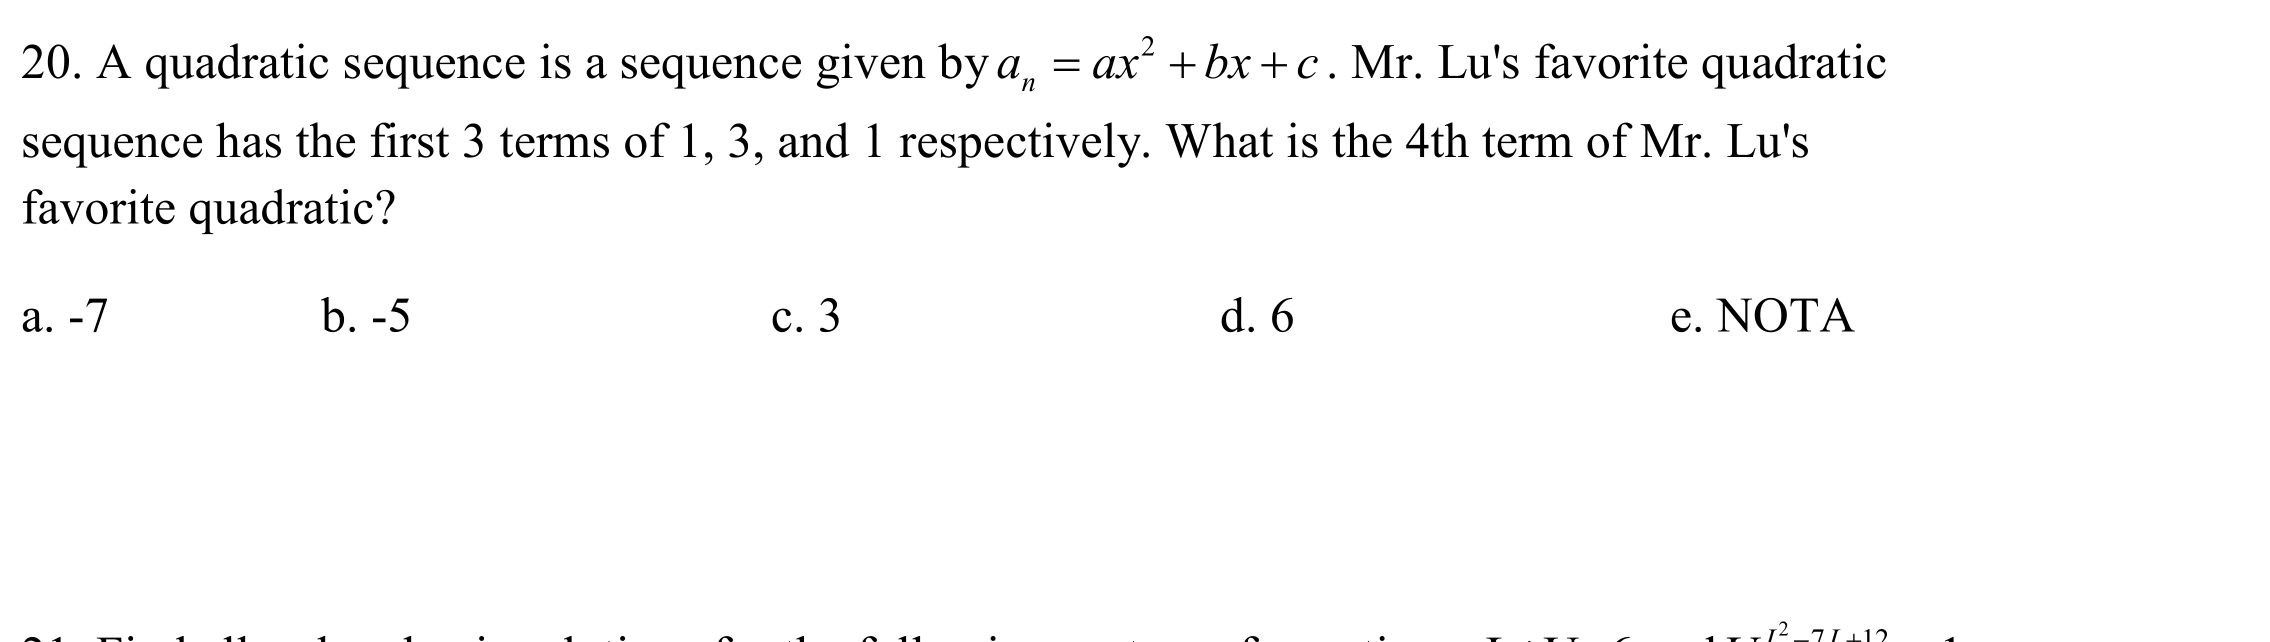 20. A quadratic sequence is a sequence given by aₙ = ax² + bx + c. Mr. Lu's favorite quadratic
sequence has the first 3 terms of 1, 3, and 1 respectively. What is the 4th term of Mr. Lu's
favorite quadratic?
a. -7 b. -5 c. 3 d. 6 e. NOTA